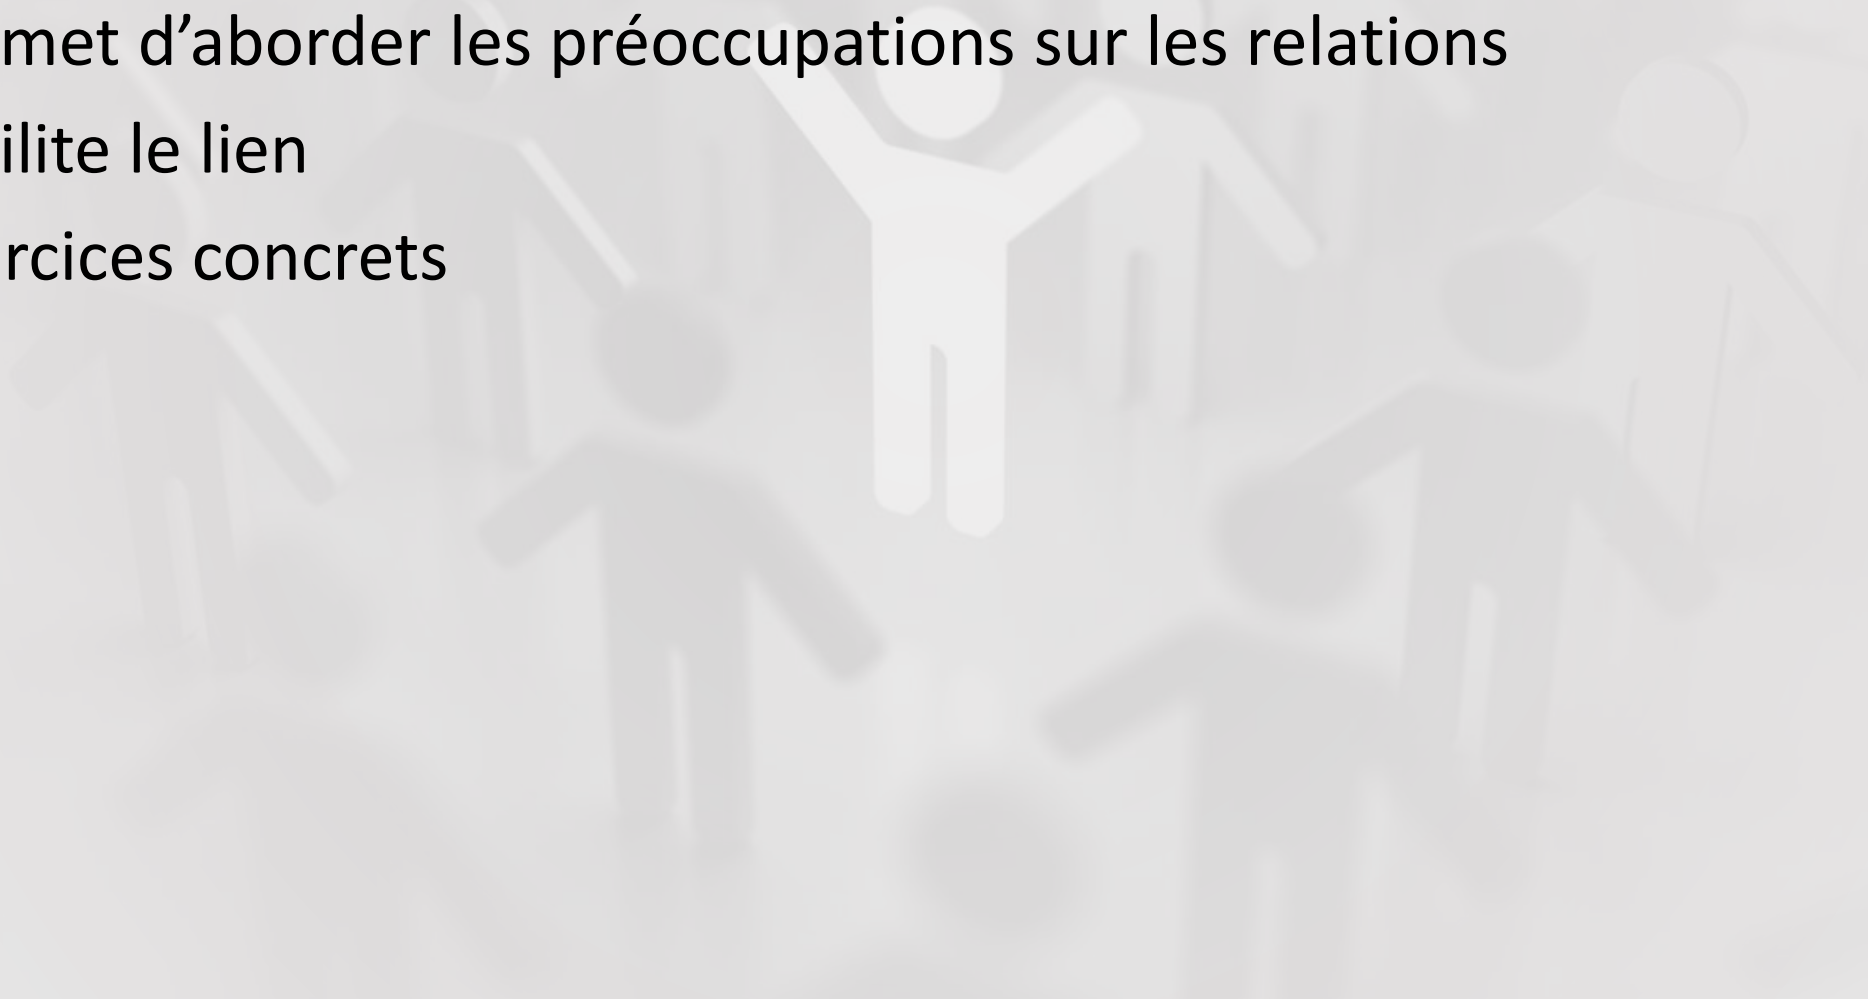 met d’aborder les préoccupations sur les relations
ilite le lien
rcices concrets